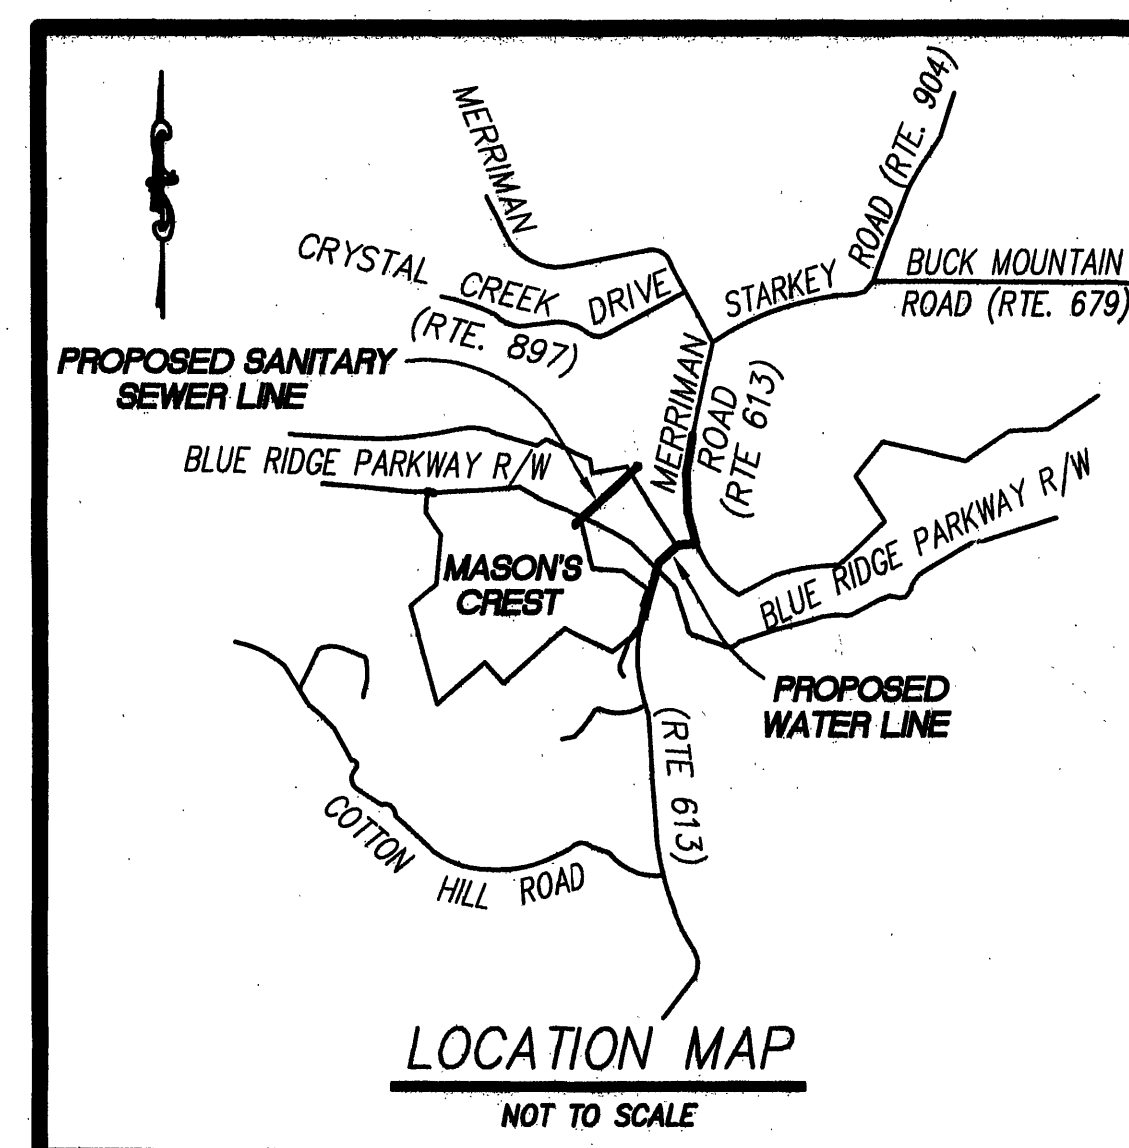 MERRIMAN
CRYSTAL CREEK DRIVE
(RTE. 897)
STARKEY ROAD (RTE. 904)
BUCK MOUNTAIN
ROAD (RTE. 679)
PROPOSED SANITARY
SEWER LINE
MERRIMAN
ROAD
(RTE 613)
BLUE RIDGE PARKWAY R/W
BLUE RIDGE PARKWAY R/W
MASON'S
CREST
PROPOSED
WATER LINE
(RTE 613)
COTTON HILL ROAD
LOCATION MAP
NOT TO SCALE